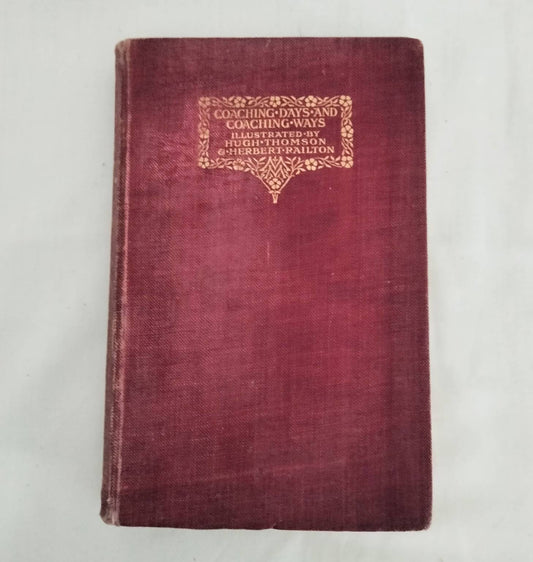 COACHING·DAYS·AND
COACHING·WAYS
ILLUSTRATED·BY
HUGH·THOMSON
& HERBERT·RAILTON